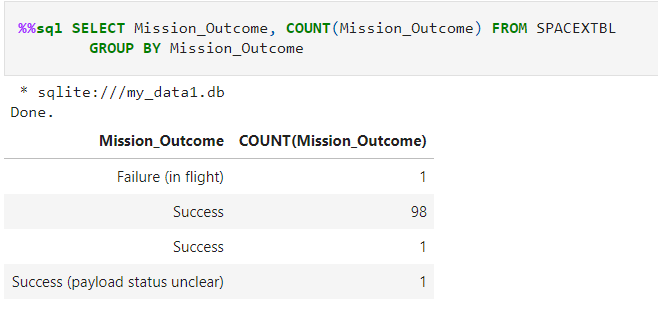 %%sql SELECT Mission_Outcome, COUNT(Mission_Outcome) FROM SPACEXTBL
GROUP BY Mission_Outcome
* sqlite:///my_data1.db
Done.
Mission_Outcome COUNT(Mission_Outcome)
Failure (in flight) 1
Success 98
Success 1
Success (payload status unclear) 1